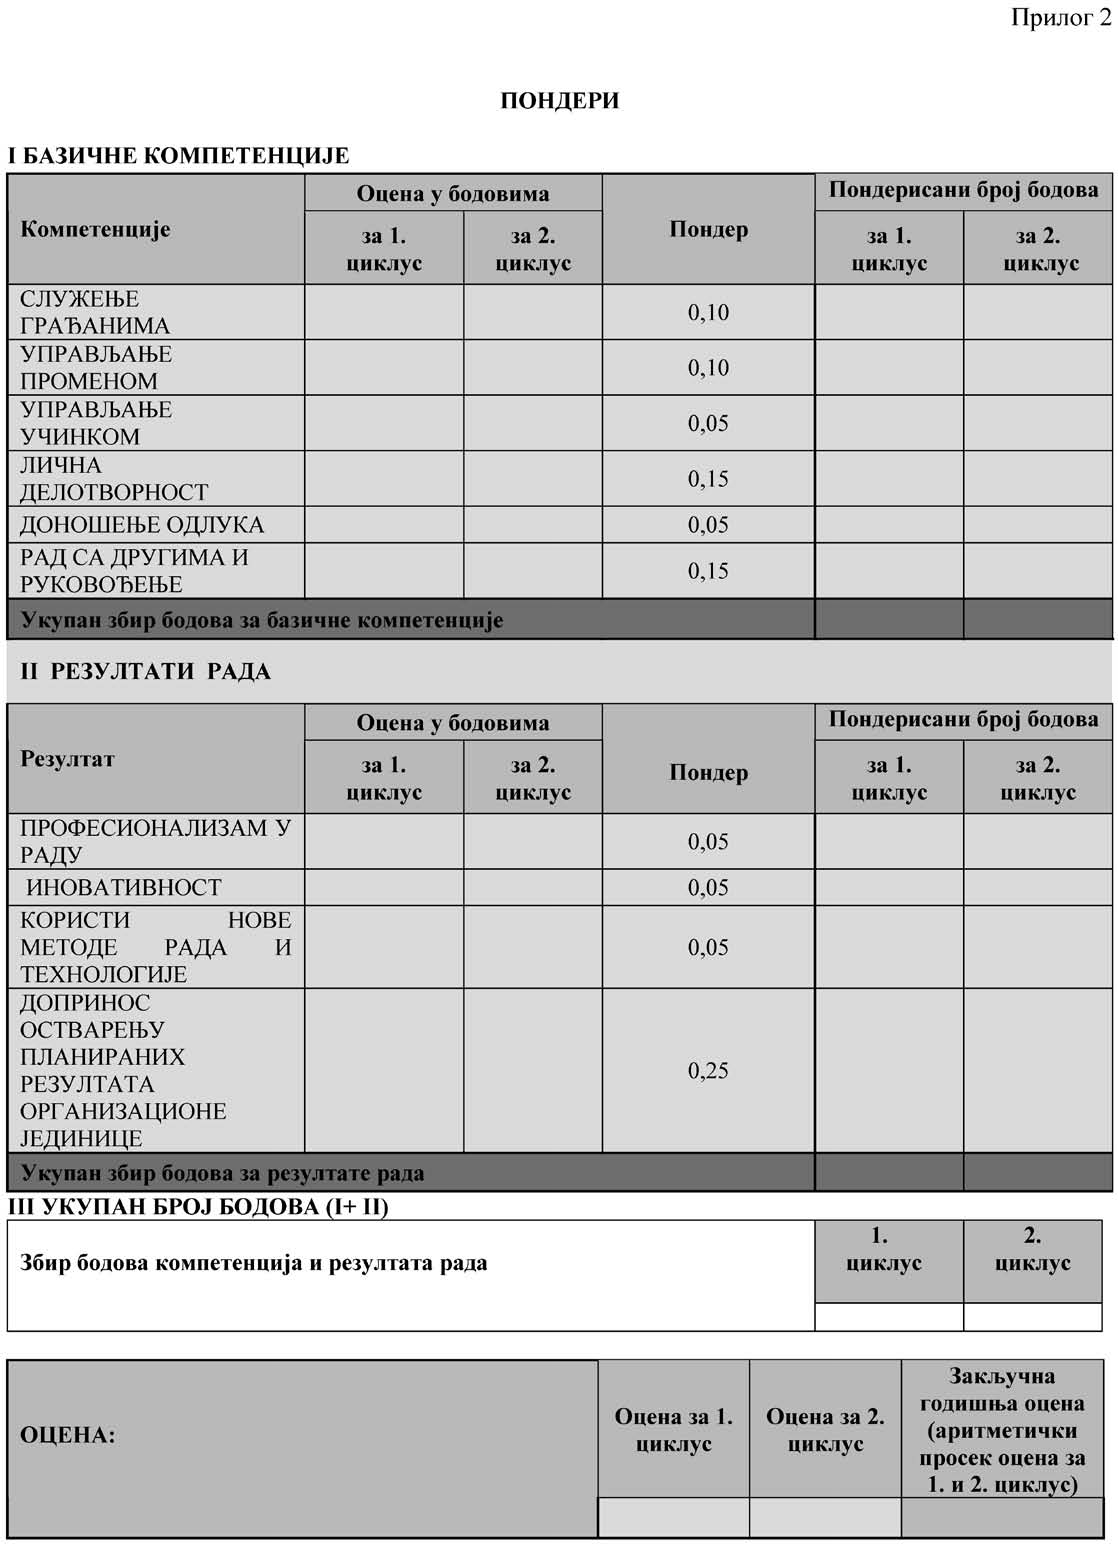 Прилог 2
ПОНДЕРИ
I БАЗИЧНЕ КОМПЕТЕНЦИЈЕ
Компетенције
Оцена у бодовима
Пондер
Пондерисани број бодова
за 1.
циклус
за 2.
циклус
за 1.
циклус
за 2.
циклус
СЛУЖЕЊЕ
ГРАЂАНИМА
0,10
УПРАВЉАЊЕ
ПРОМЕНОМ
0,10
УПРАВЉАЊЕ
УЧИНКОМ
0,05
ЛИЧНА
ДЕЛОТВОРНОСТ
0,15
ДОНОШЕЊЕ ОДЛУКА
0,05
РАД СА ДРУГИМА И
РУКОВОЂЕЊЕ
0,15
Укупан збир бодова за базичне компетенције
II РЕЗУЛТАТИ РАДА
Резултат
Оцена у бодовима
Пондер
Пондерисани број бодова
за 1.
циклус
за 2.
циклус
за 1.
циклус
за 2.
циклус
ПРОФЕСИОНАЛИЗАМ У
РАДУ
0,05
ИНОВАТИВНОСТ
0,05
КОРИСТИ НОВЕ
МЕТОДЕ РАДА И
ТЕХНОЛОГИЈЕ
0,05
ДОПРИНОС
ОСТВАРЕЊУ
ПЛАНИРАНИХ
РЕЗУЛТАТА
ОРГАНИЗАЦИОНЕ
ЈЕДИНИЦЕ
0,25
Укупан збир бодова за резултате рада
III УКУПАН БРОЈ БОДОВА (I+ II)
Збир бодова компетенција и резултата рада
1.
циклус
2.
циклус
ОЦЕНА:
Оцена за 1.
циклус
Оцена за 2.
циклус
Закључна
годишња оцена
(аритметички
просек оцена за
1. и 2. циклус)